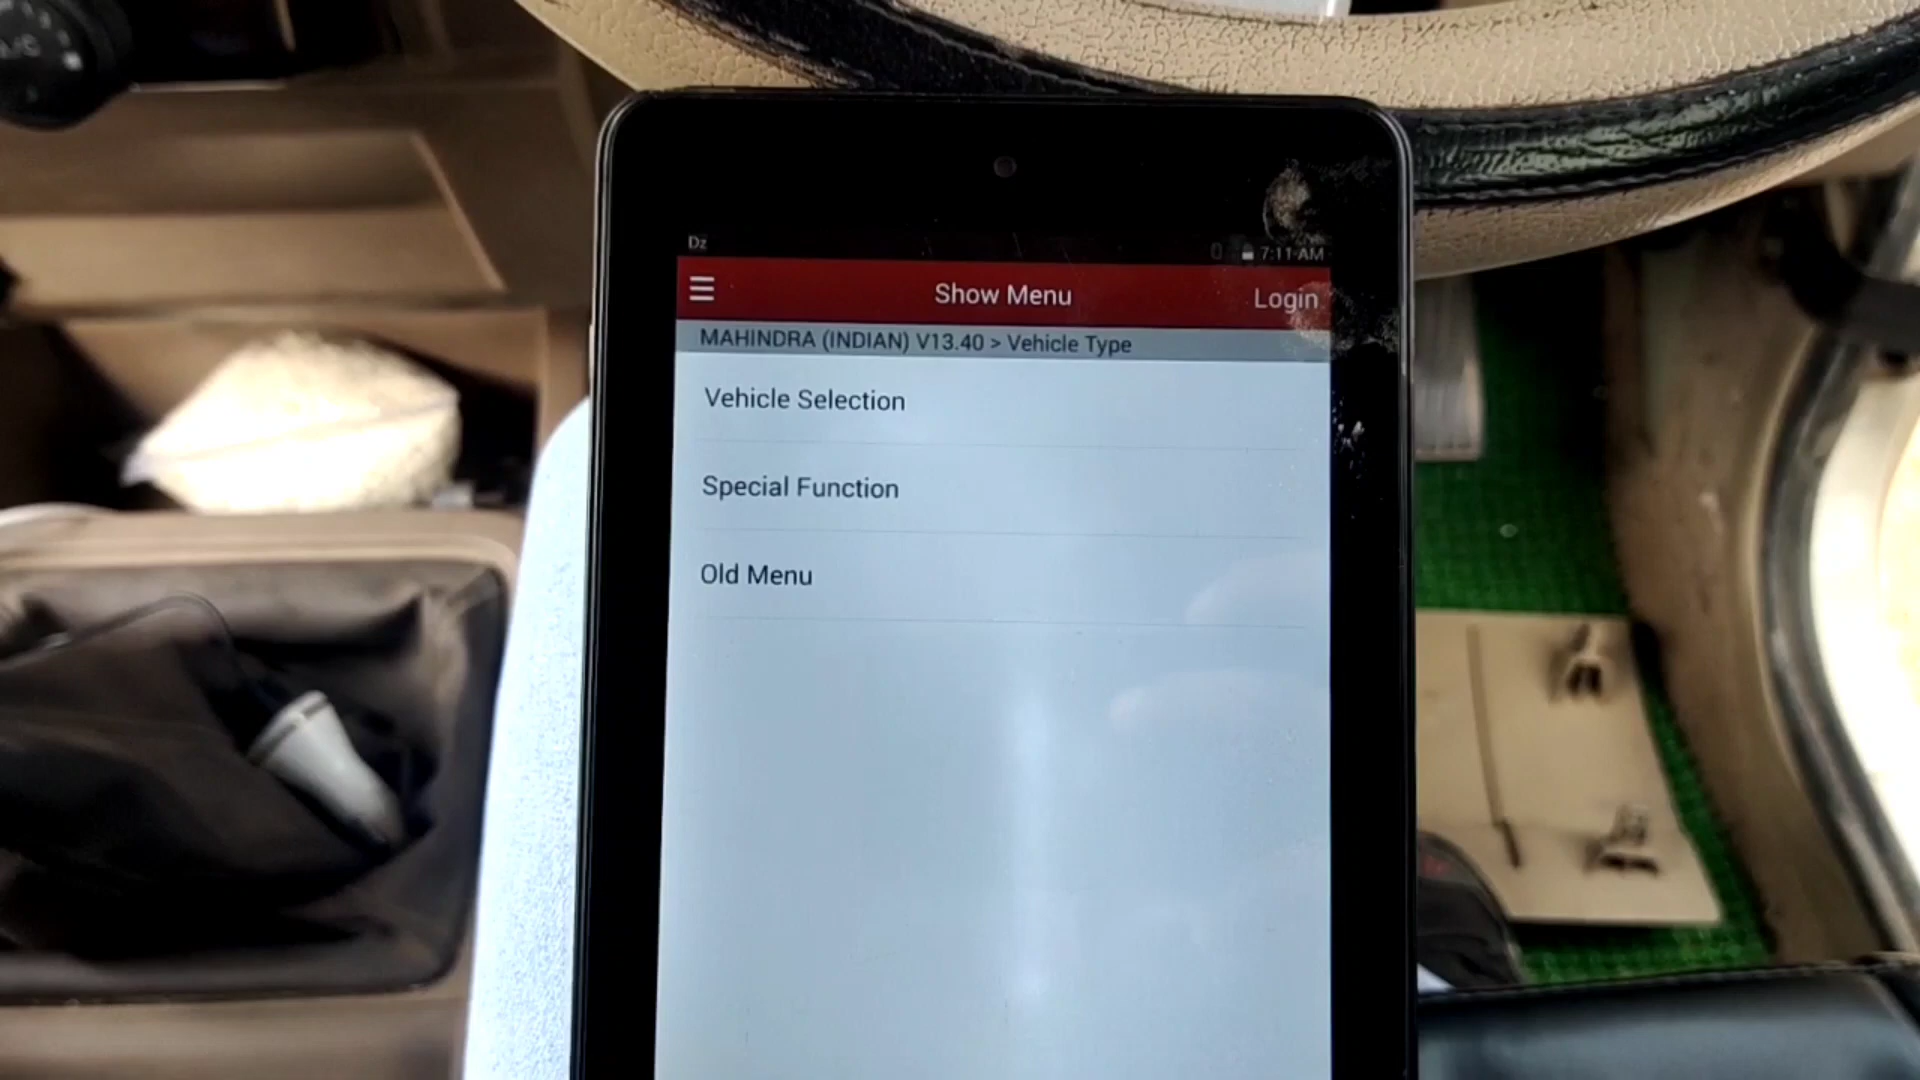 Dz
7:11 AM
Show Menu
Login
MAHINDRA (INDIAN) V13.40 > Vehicle Type
Vehicle Selection
Special Function
Old Menu